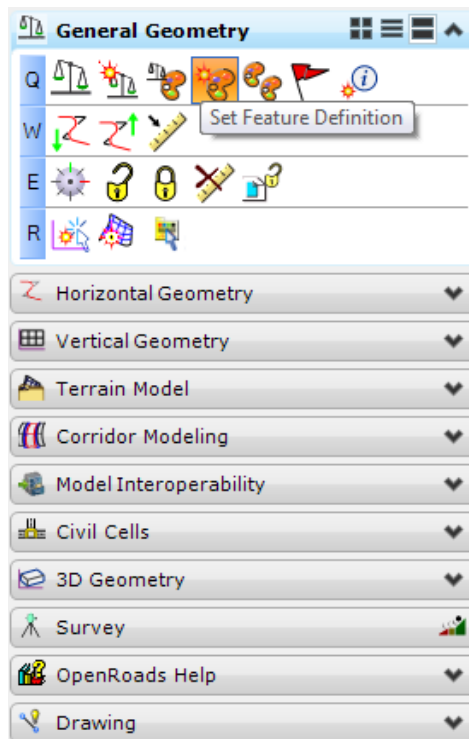 General Geometry
Q
Set Feature Definition
W
E
R
Horizontal Geometry
Vertical Geometry
Terrain Model
Corridor Modeling
Model Interoperability
Civil Cells
3D Geometry
Survey
OpenRoads Help
Drawing